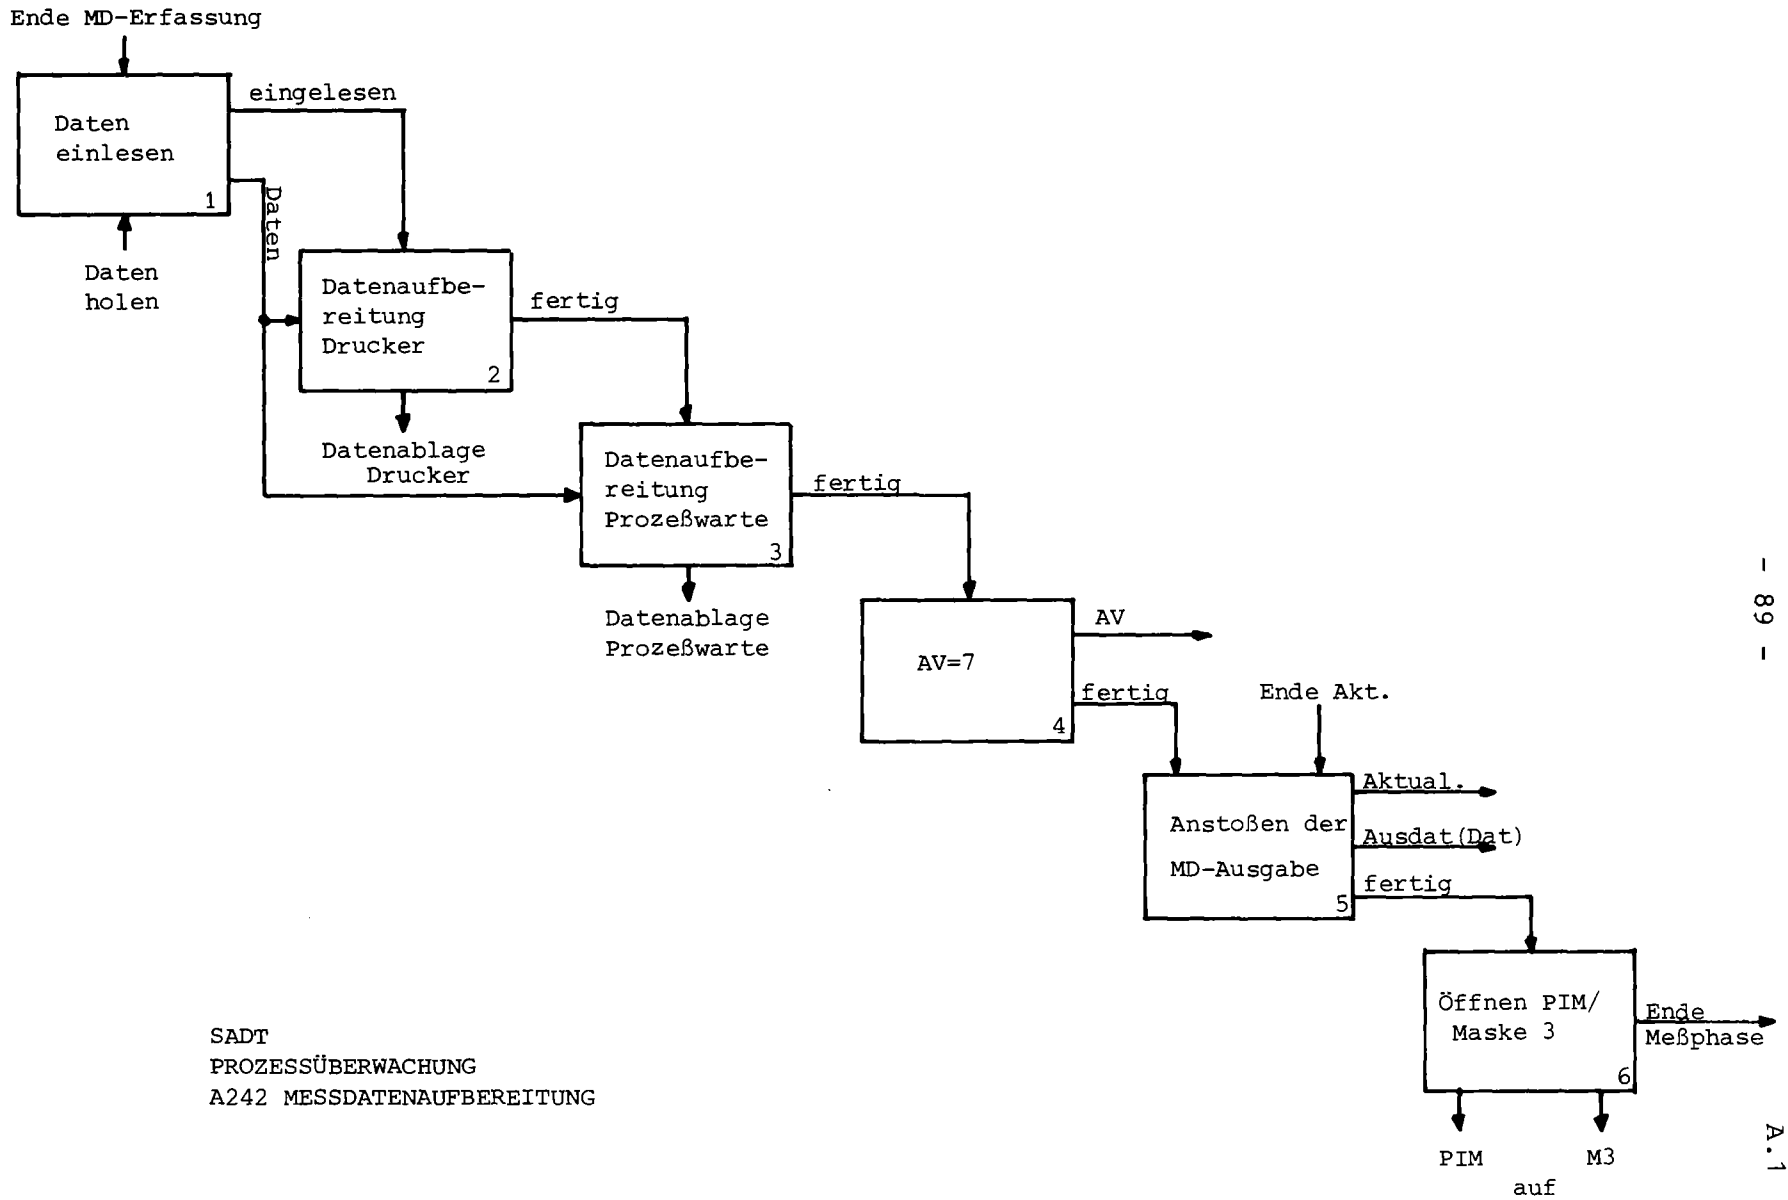 Ende MD-Erfassung
eingelesen
Daten
einlesen
1
Daten
Daten
holen
Datenaufbe-
reitung
Drucker
2
fertig
Datenablage
Drucker
Datenaufbe-
reitung
Prozeßwarte
3
fertig
Datenablage
Prozeßwarte
AV=7
4
AV
fertig
Ende Akt.
Anstoßen der
MD-Ausgabe
5
Aktual.
Ausdat(Dat)
fertig
Öffnen PIM/
Maske 3
6
Ende
Meßphase
PIM
M3
auf
SADT
PROZESSÜBERWACHUNG
A242 MESSDATENAUFBEREITUNG
- 89 -
A.1